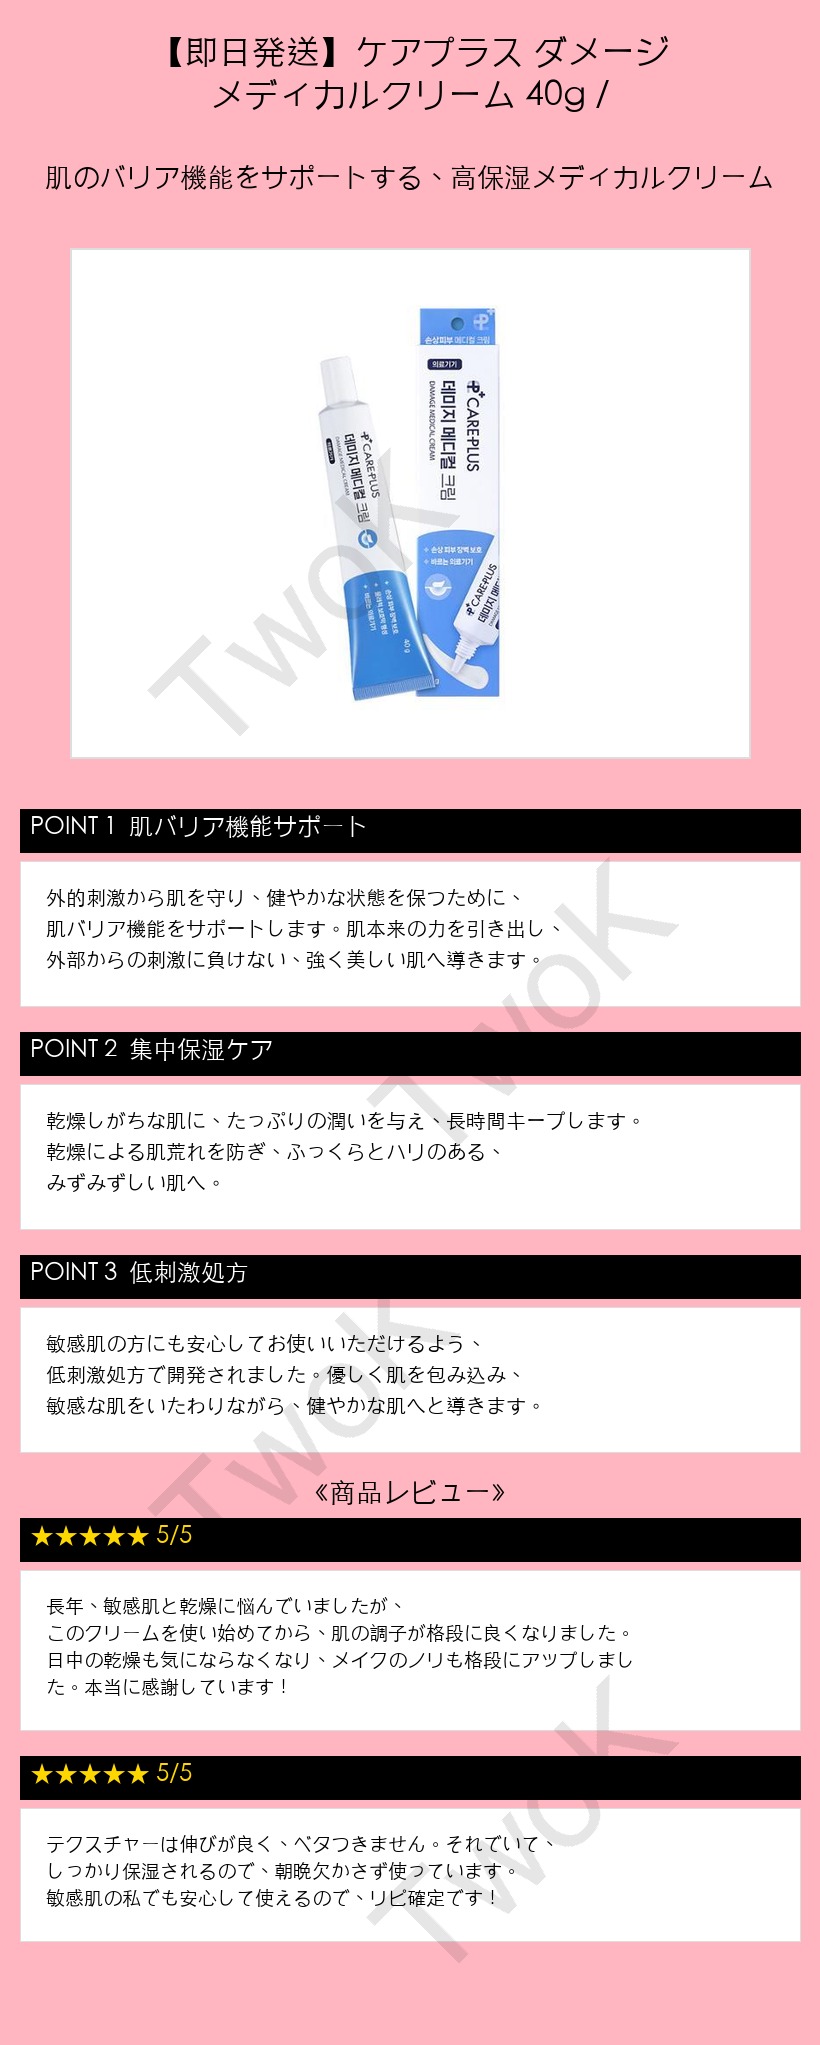 【即日発送】ケアプラス ダメージ
メディカルクリーム 40g /
肌のバリア機能をサポートする、高保湿メディカルクリーム
손상피부 메디컬 크림
의료기기
CARE+PLUS
데미지 메디컬 크림
DAMAGE MEDICAL CREAM
손상 피부 장벽 보호
바르는 의료기기
CARE+PLUS
데미지 메디컬 크림
DAMAGE MEDICAL CREAM
손상 피부 장벽 보호
바르는 의료기기
40 g
CARE+PLUS
TwoK
POINT 1 肌バリア機能サポート
外的刺激から肌を守り、健やかな状態を保つために、
肌バリア機能をサポートします。肌本来の力を引き出し、
外部からの刺激に負けない、強く美しい肌へ導きます。
TwoK
POINT 2 集中保湿ケア
乾燥しがちな肌に、たっぷりの潤いを与え、長時間キープします。
乾燥による肌荒れを防ぎ、ふっくらとハリのある、
みずみずしい肌へ。
POINT 3 低刺激処方
敏感肌の方にも安心してお使いいただけるよう、
低刺激処方で開発されました。優しく肌を包み込み、
敏感な肌をいたわりながら、健やかな肌へと導きます。
TwoK
《商品レビュー》
★★★★★ 5/5
長年、敏感肌と乾燥に悩んでいましたが、
このクリームを使い始めてから、肌の調子が格段に良くなりました。
日中の乾燥も気にならなくなり、メイクのノリも格段にアップしまし
た。本当に感謝しています！
★★★★★ 5/5
テクスチャーは伸びが良く、ベタつきません。それでいて、
しっかり保湿されるので、朝晩欠かさず使っています。
敏感肌の私でも安心して使えるので、リピ確定です！
TwoK